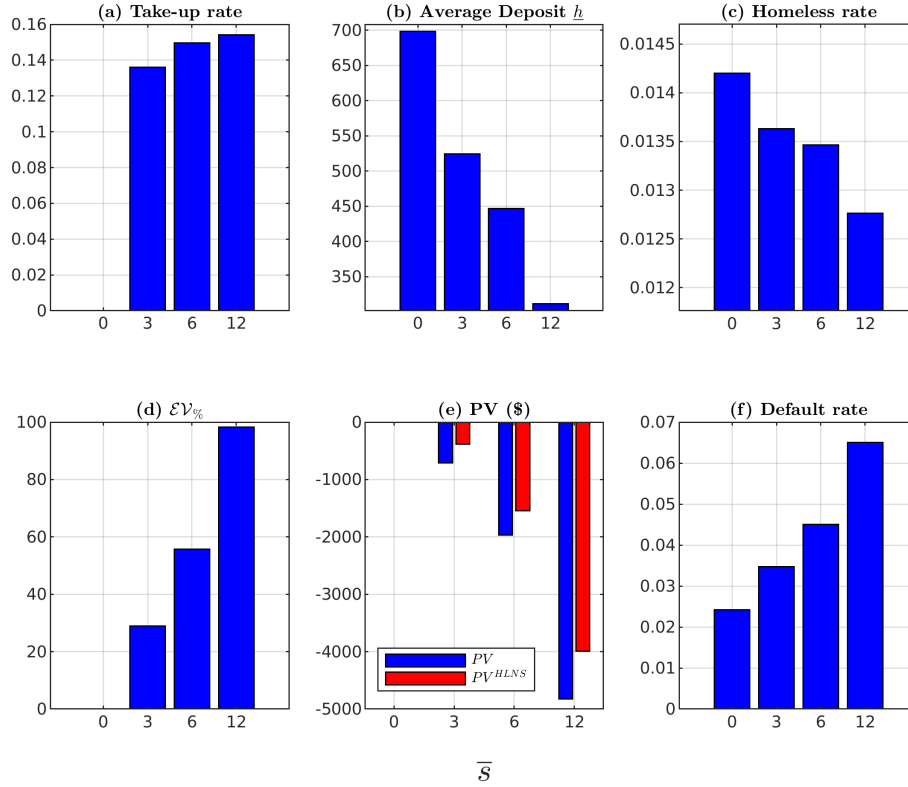 (a) Take-up rate
0.16
0.14
0.12
0.1
0.08
0.06
0.04
0.02
0
0 3 6 12
(b) Average Deposit h
700
650
600
550
500
450
400
350
0 3 6 12
(c) Homeless rate
0.0145
0.014
0.0135
0.013
0.0125
0.012
0 3 6 12
(d) EV%
100
80
60
40
20
0
0 3 6 12
(e) PV ($)
0
-1000
-2000
-3000
-4000
-5000
PV
PV^HLNS
0 3 6 12
(f) Default rate
0.07
0.06
0.05
0.04
0.03
0.02
0.01
0
0 3 6 12
s̅